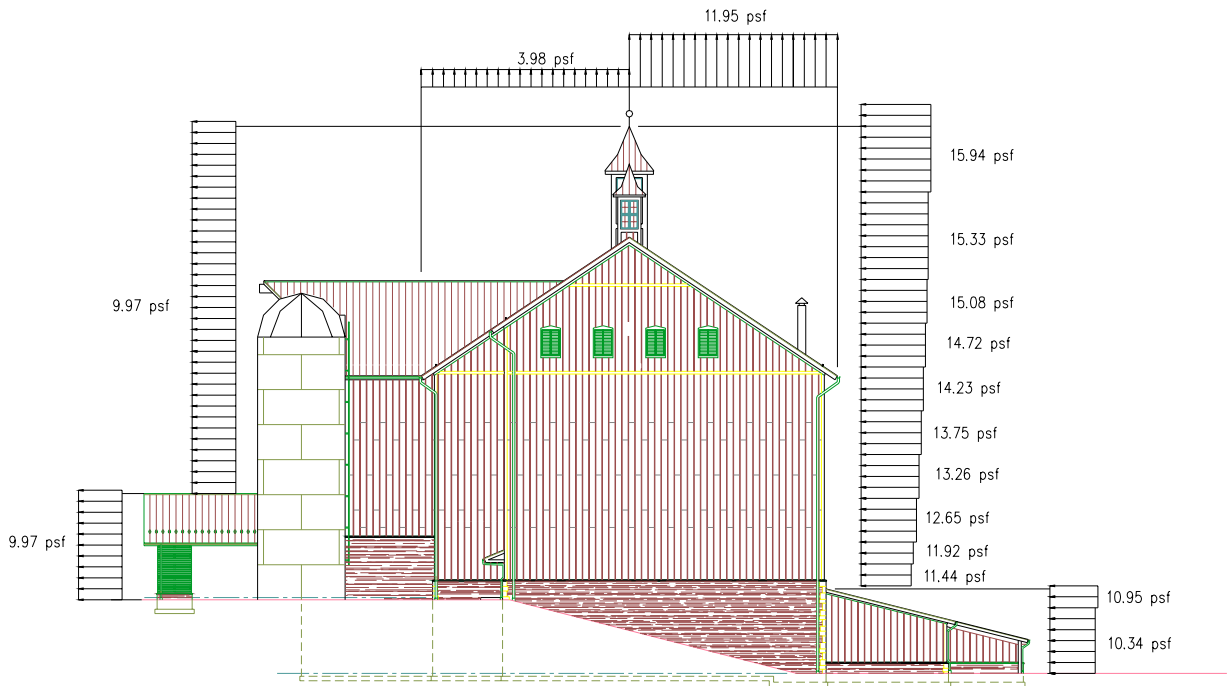 11.95 psf
3.98 psf
15.94 psf
15.33 psf
9.97 psf
15.08 psf
14.72 psf
14.23 psf
13.75 psf
13.26 psf
12.65 psf
9.97 psf
11.92 psf
11.44 psf
10.95 psf
10.34 psf